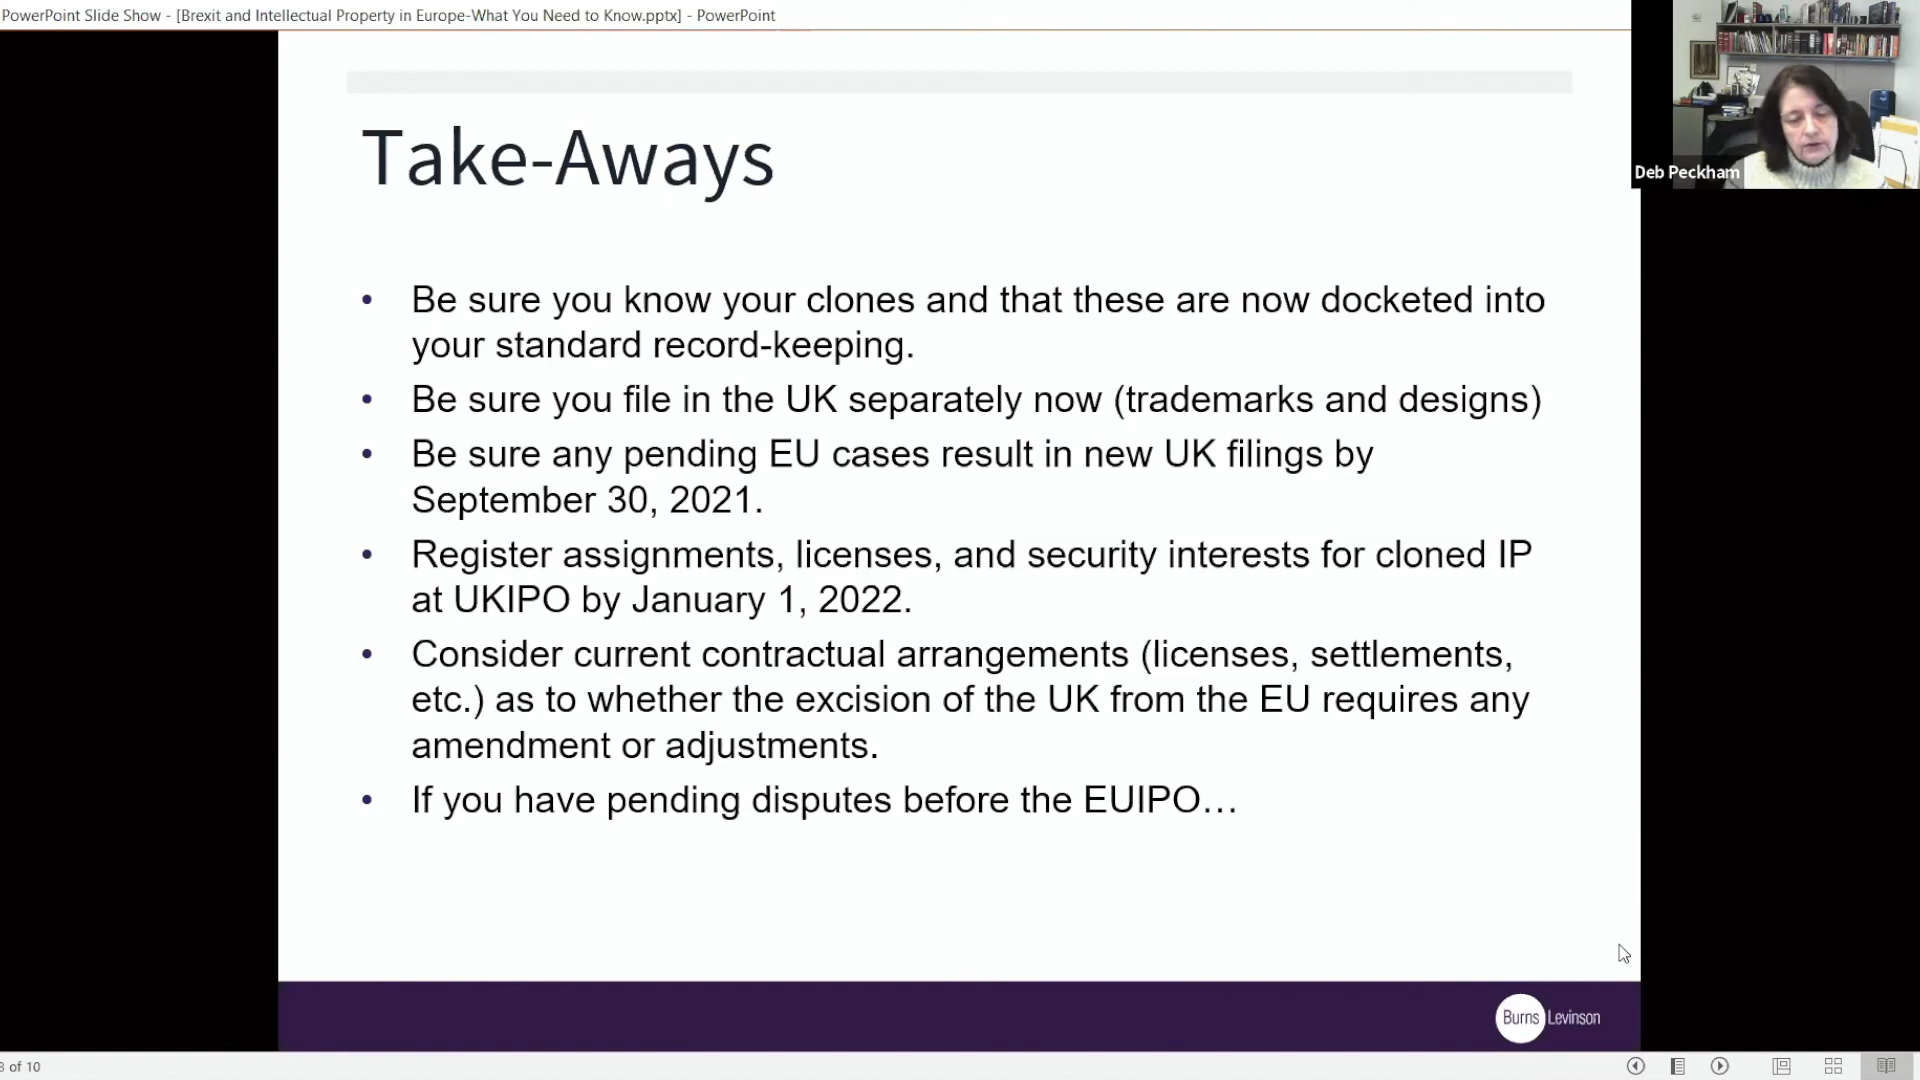 PowerPoint Slide Show - [Brexit and Intellectual Property in Europe-What You Need to Know.pptx] - PowerPoint
Deb Peckham
Take-Aways
• Be sure you know your clones and that these are now docketed into
your standard record-keeping.
• Be sure you file in the UK separately now (trademarks and designs)
• Be sure any pending EU cases result in new UK filings by
September 30, 2021.
• Register assignments, licenses, and security interests for cloned IP
at UKIPO by January 1, 2022.
• Consider current contractual arrangements (licenses, settlements,
etc.) as to whether the excision of the UK from the EU requires any
amendment or adjustments.
• If you have pending disputes before the EUIPO…
Burns Levinson
8 of 10